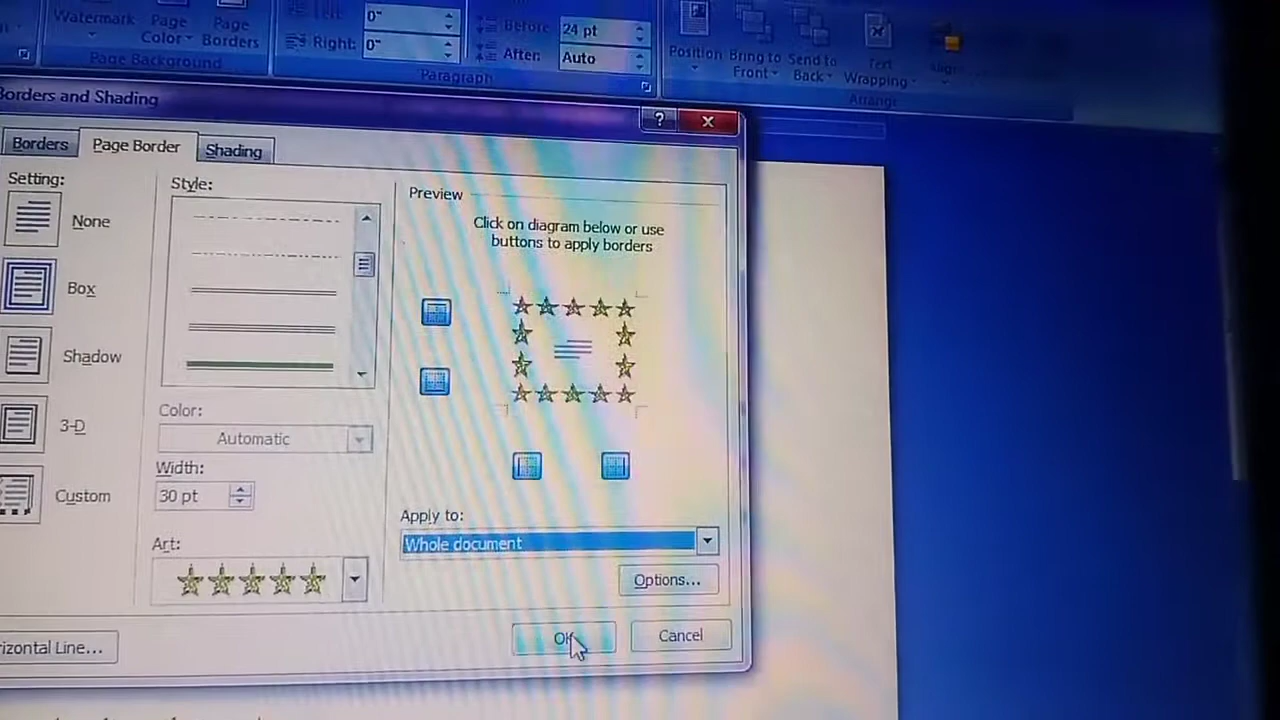 Watermark Page Color Page Borders
Page Background
Left: 0"
Right: 0"
Before: 24 pt
After: Auto
Paragraph
Position Bring to Front Send to Back Text Wrapping
Arrange
Borders and Shading
?
Borders Page Border Shading
Setting:
None
Box
Shadow
3-D
Custom
Style:
Color:
Automatic
Width:
30 pt
Art:
Preview
Click on diagram below or use
buttons to apply borders
Apply to:
Whole document
Options...
OK Cancel